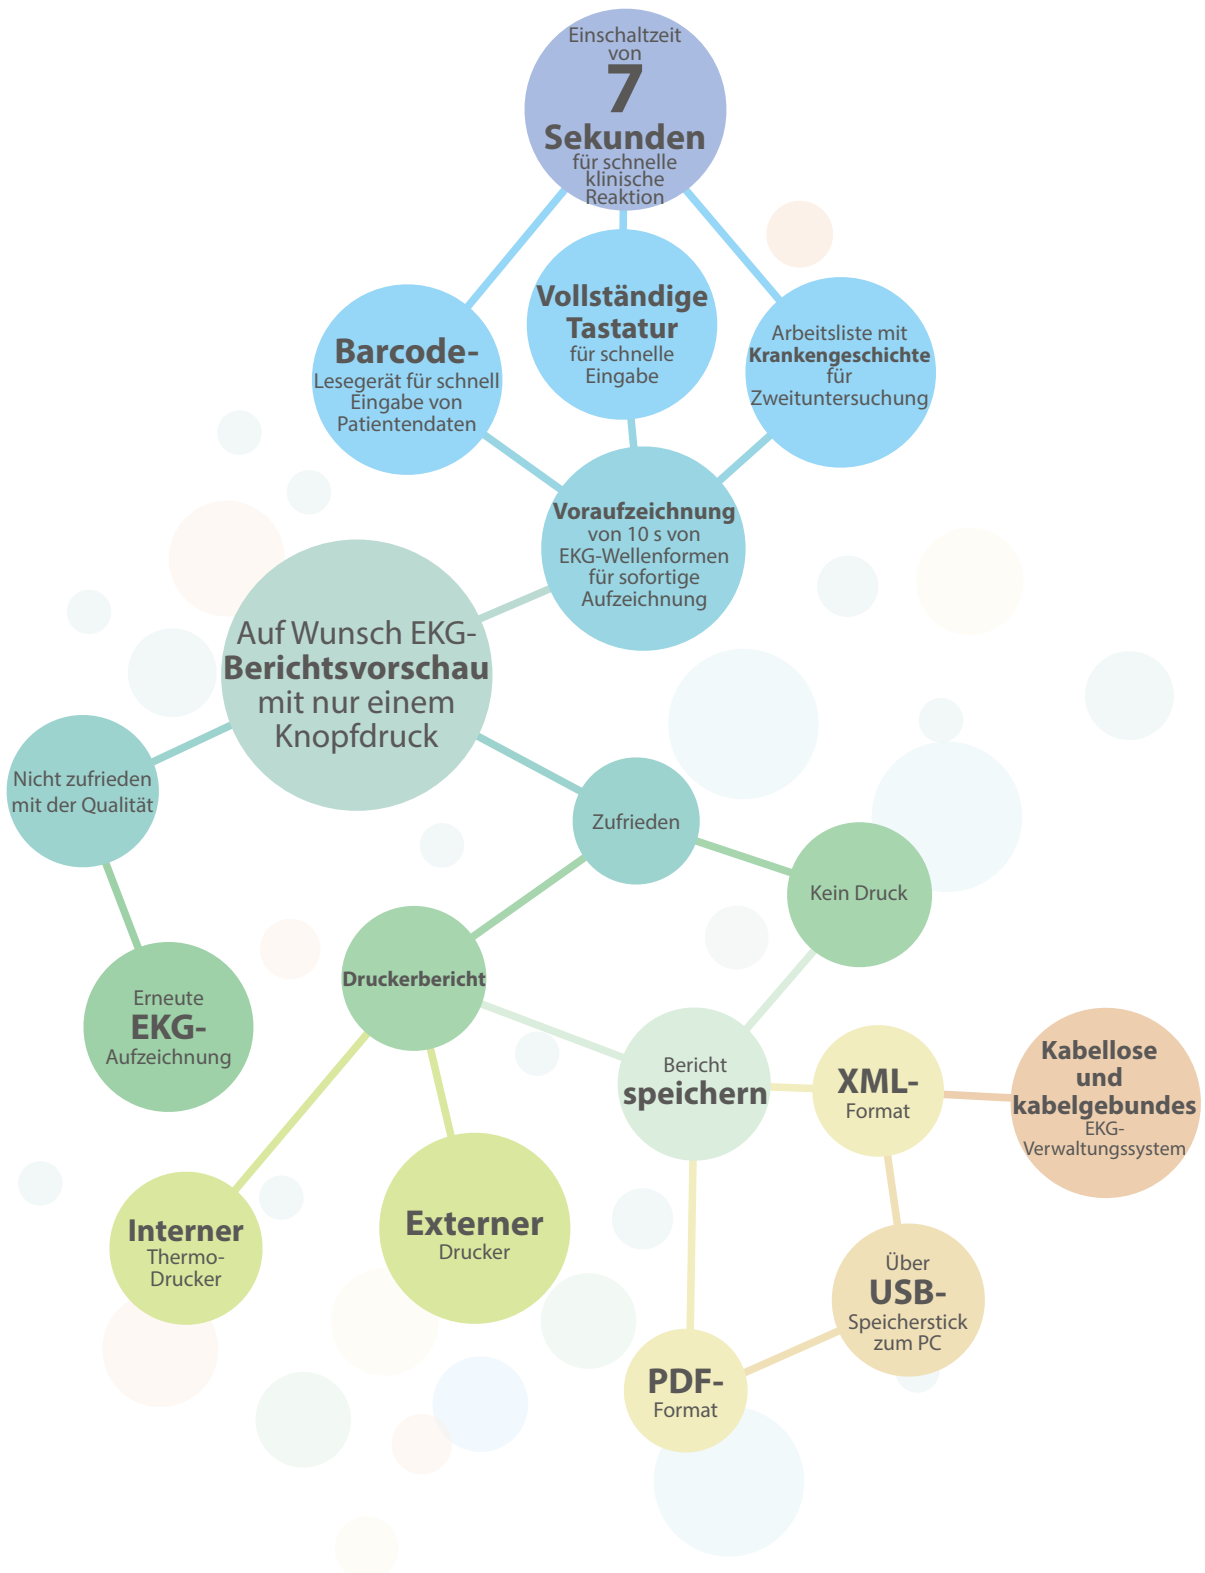 Einschaltzeit
von
7
Sekunden
für schnelle
klinische
Reaktion
Vollständige
Tastatur
für schnelle
Eingabe
Barcode-
Lesegerät für schnell
Eingabe von
Patientendaten
Arbeitsliste mit
Krankengeschichte
für
Zweituntersuchung
Voraufzeichnung
von 10 s von
EKG-Wellenformen
für sofortige
Aufzeichnung
Auf Wunsch EKG-
Berichtsvorschau
mit nur einem
Knopfdruck
Nicht zufrieden
mit der Qualität
Zufrieden
Kein Druck
Druckerbericht
Erneute
EKG-
Aufzeichnung
Bericht
speichern
XML-
Format
Kabellose
und
kabelgebundes
EKG-
Verwaltungssystem
Interner
Thermo-
Drucker
Externer
Drucker
Über
USB-
Speicherstick
zum PC
PDF-
Format